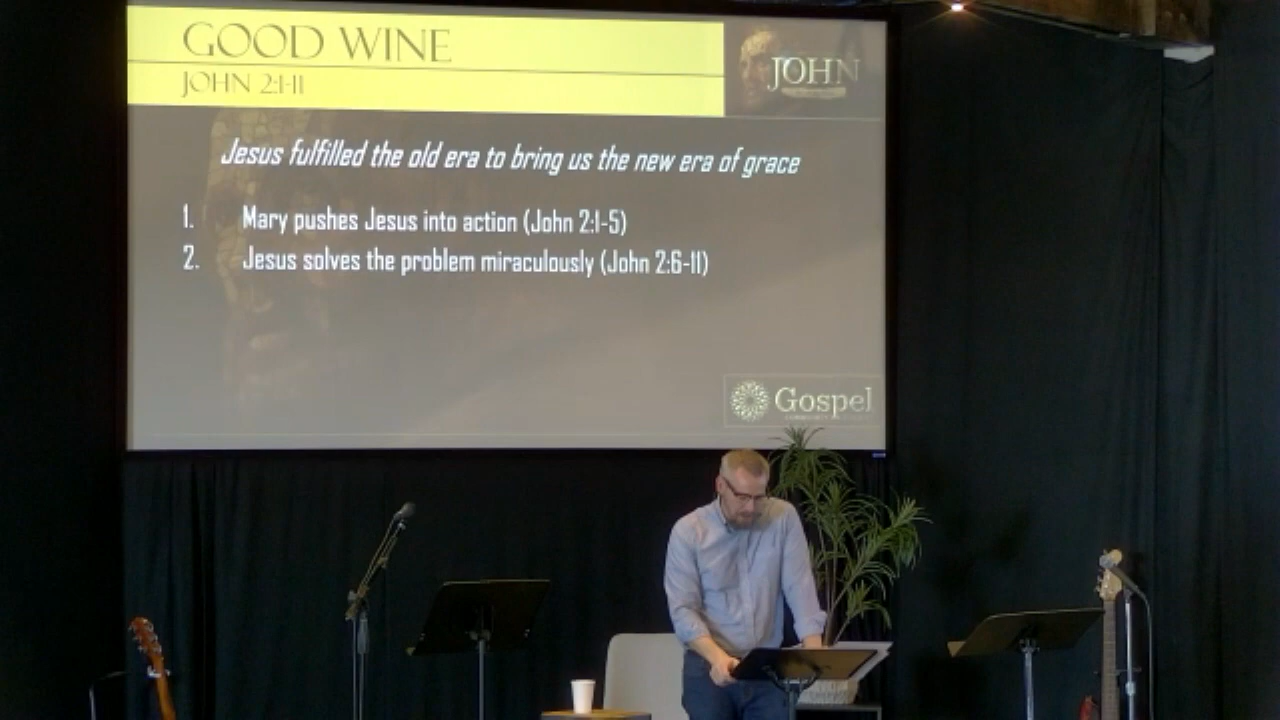 GOOD WINE
JOHN 2:1-11
JOHN
Jesus fulfilled the old era to bring us the new era of grace
1. Mary pushes Jesus into action (John 2:1-5)
2. Jesus solves the problem miraculously (John 2:6-11)
Gospel